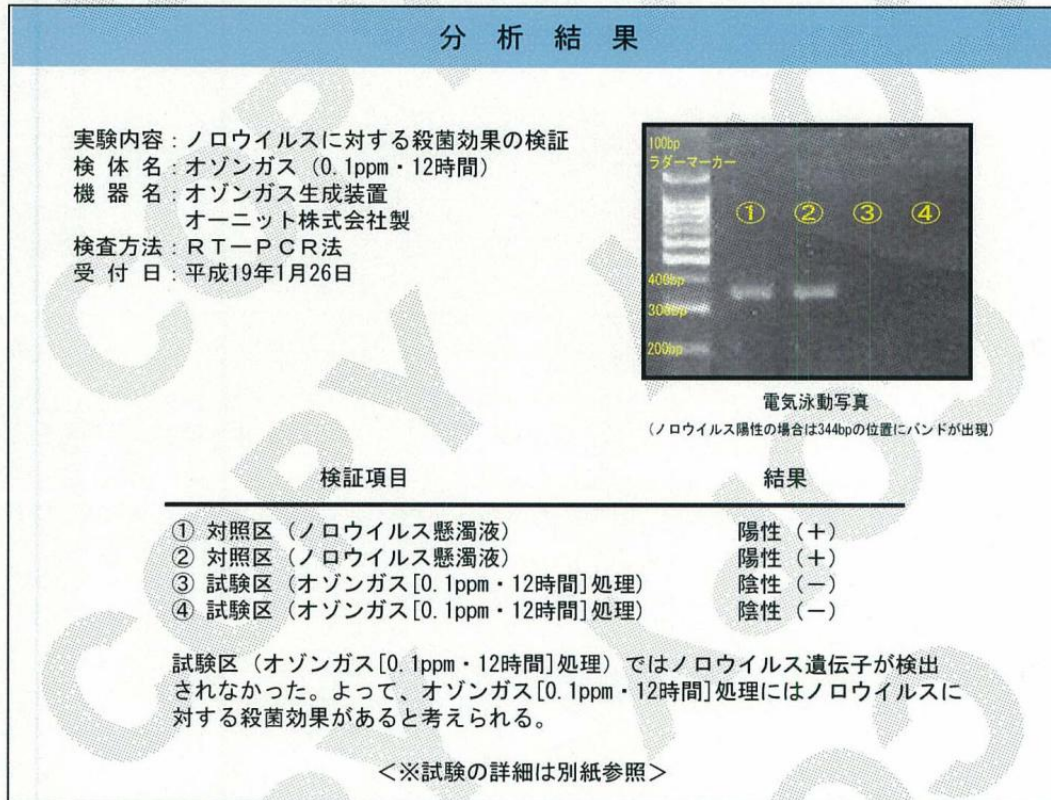 分析結果
実験内容：ノロウイルスに対する殺菌効果の検証
検体名：オゾンガス（0.1ppm・12時間）
機器名：オゾンガス生成装置
オーニット株式会社製
検査方法：ＲＴ－ＰＣＲ法
受付日：平成19年1月26日
100bp
ラダーマーカー
① ② ③ ④
400bp
300bp
200bp
電気泳動写真
（ノロウイルス陽性の場合は344bpの位置にバンドが出現）
検証項目 結果
① 対照区（ノロウイルス懸濁液） 陽性（＋）
② 対照区（ノロウイルス懸濁液） 陽性（＋）
③ 試験区（オゾンガス[0.1ppm・12時間]処理） 陰性（－）
④ 試験区（オゾンガス[0.1ppm・12時間]処理） 陰性（－）
試験区（オゾンガス[0.1ppm・12時間]処理）ではノロウイルス遺伝子が検出
されなかった。よって、オゾンガス[0.1ppm・12時間]処理にはノロウイルスに
対する殺菌効果があると考えられる。
＜※試験の詳細は別紙参照＞
COPY
COPY